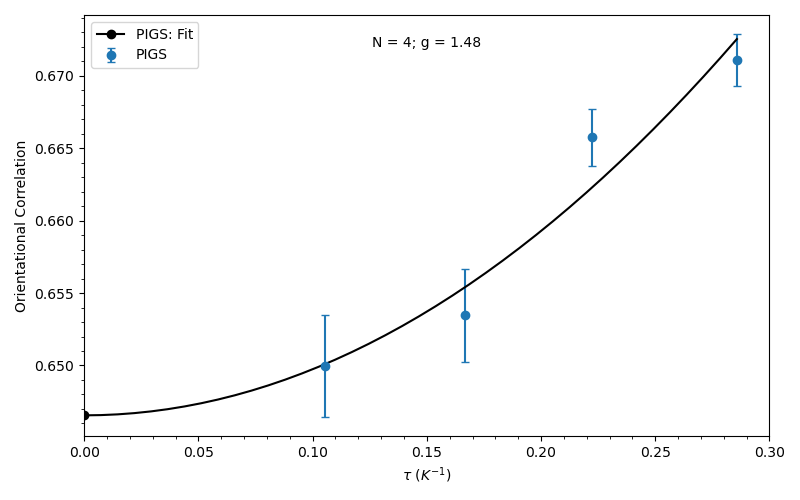 PIGS: Fit
PIGS
N = 4; g = 1.48
Orientational Correlation
0.670
0.665
0.660
0.655
0.650
0.00 0.05 0.10 0.15 0.20 0.25 0.30
τ (K⁻¹)